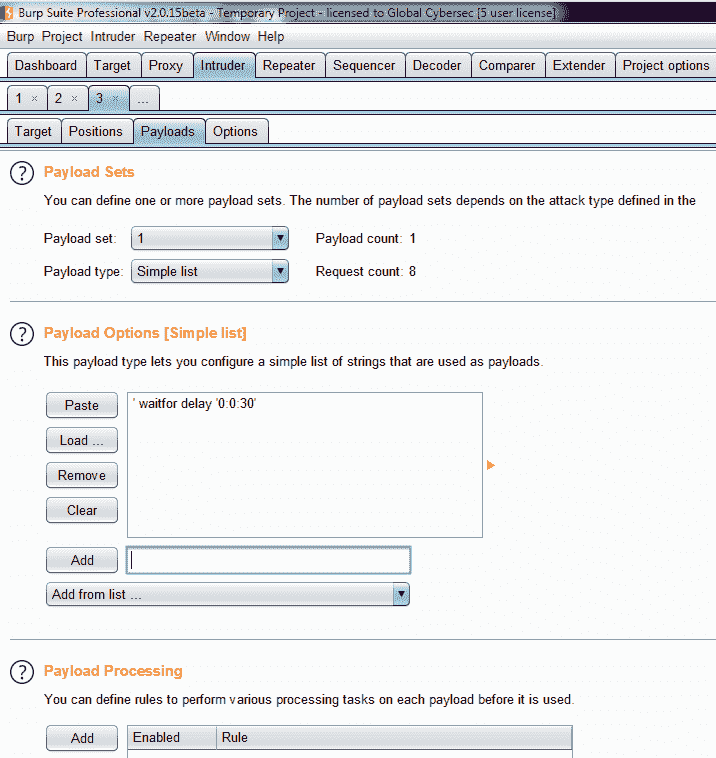 Burp Suite Professional v2.0.15beta - Temporary Project - licensed to Global Cybersec [5 user license]
Burp Project Intruder Repeater Window Help
Dashboard Target Proxy Intruder Repeater Sequencer Decoder Comparer Extender Project options
1 × 2 × 3 × ...
Target Positions Payloads Options
? Payload Sets
You can define one or more payload sets. The number of payload sets depends on the attack type defined in the
Payload set: 1 Payload count: 1
Payload type: Simple list Request count: 8
? Payload Options [Simple list]
This payload type lets you configure a simple list of strings that are used as payloads.
Paste ' waitfor delay '0:0:30'
Load ...
Remove
Clear
Add
Add from list ...
? Payload Processing
You can define rules to perform various processing tasks on each payload before it is used.
Add Enabled Rule